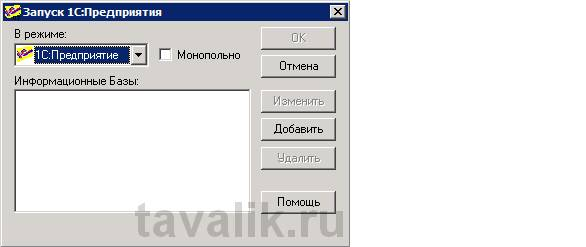 Запуск 1С:Предприятия
В режиме:
1С:Предприятие
Монопольно
OK
Отмена
Информационные Базы:
Изменить
Добавить
Удалить
Помощь
tavalik.ru